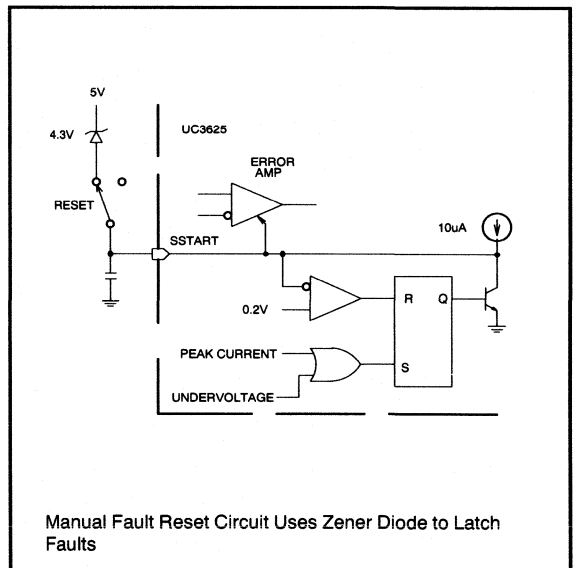 5V
4.3V
UC3625
ERROR
AMP
RESET
SSTART
10uA
0.2V
R Q
S
PEAK CURRENT
UNDERVOLTAGE
Manual Fault Reset Circuit Uses Zener Diode to Latch
Faults